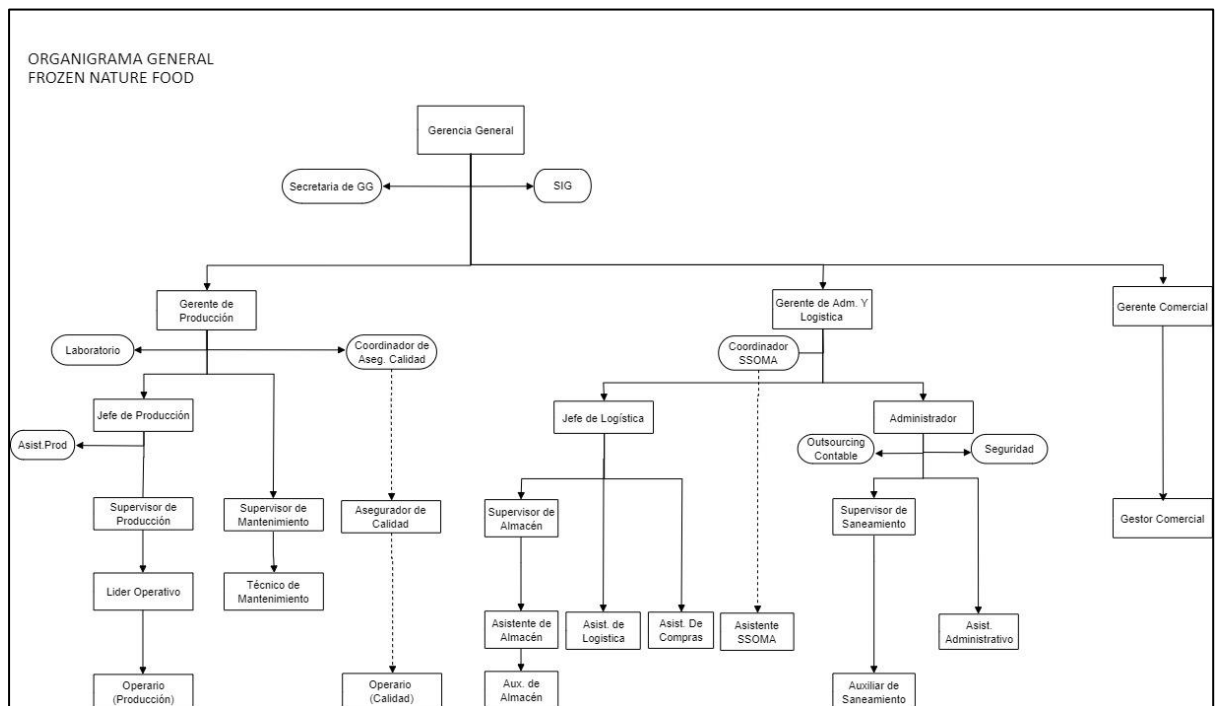 ORGANIGRAMA GENERAL
FROZEN NATURE FOOD
Gerencia General
Secretaria de GG
SIG
Gerente de
Producción
Gerente de Adm. Y
Logistica
Gerente Comercial
Laboratorio
Coordinador de
Aseg. Calidad
Coordinador
SSOMA
Jefe de Producción
Jefe de Logística
Administrador
Asist.Prod
Outsourcing
Contable
Seguridad
Supervisor de
Producción
Supervisor de
Mantenimiento
Asegurador de
Calidad
Supervisor de
Almacén
Supervisor de
Saneamiento
Gestor Comercial
Lider Operativo
Técnico de
Mantenimiento
Asistente de
Almacén
Asist. de
Logistica
Asist. De
Compras
Asistente
SSOMA
Asist.
Administrativo
Operario
(Producción)
Operario
(Calidad)
Aux. de
Almacén
Auxiliar de
Saneamiento